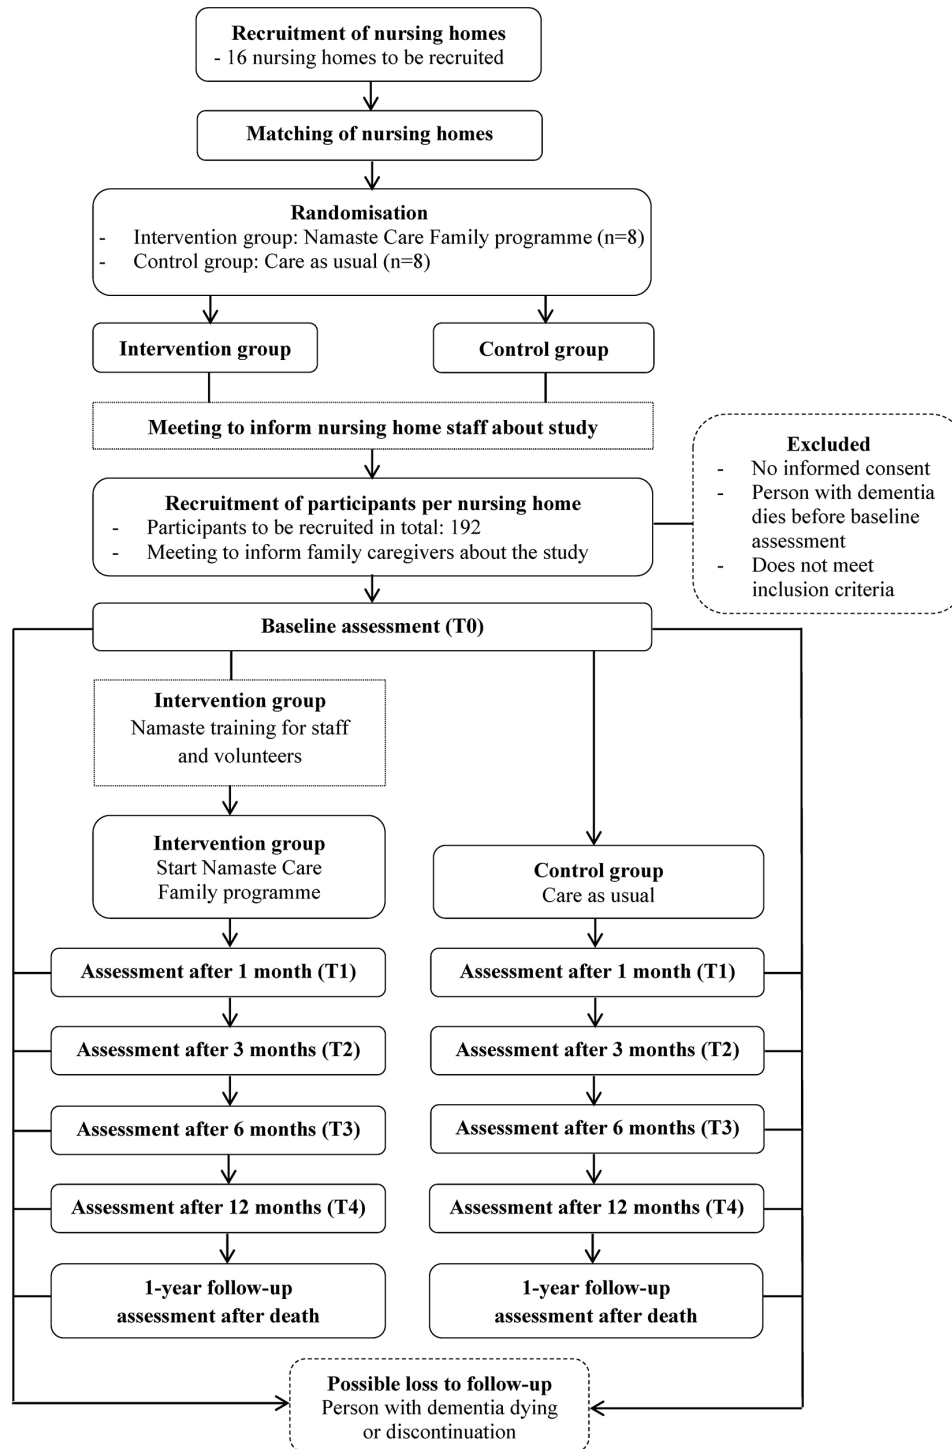 Recruitment of nursing homes
- 16 nursing homes to be recruited
Matching of nursing homes
Randomisation
- Intervention group: Namaste Care Family programme (n=8)
- Control group: Care as usual (n=8)
Intervention group
Control group
Meeting to inform nursing home staff about study
Excluded
- No informed consent
- Person with dementia
dies before baseline
assessment
- Does not meet
inclusion criteria
Recruitment of participants per nursing home
- Participants to be recruited in total: 192
- Meeting to inform family caregivers about the study
Baseline assessment (T0)
Intervention group
Namaste training for staff
and volunteers
Intervention group
Start Namaste Care
Family programme
Control group
Care as usual
Assessment after 1 month (T1)
Assessment after 1 month (T1)
Assessment after 3 months (T2)
Assessment after 3 months (T2)
Assessment after 6 months (T3)
Assessment after 6 months (T3)
Assessment after 12 months (T4)
Assessment after 12 months (T4)
1-year follow-up
assessment after death
1-year follow-up
assessment after death
Possible loss to follow-up
Person with dementia dying
or discontinuation